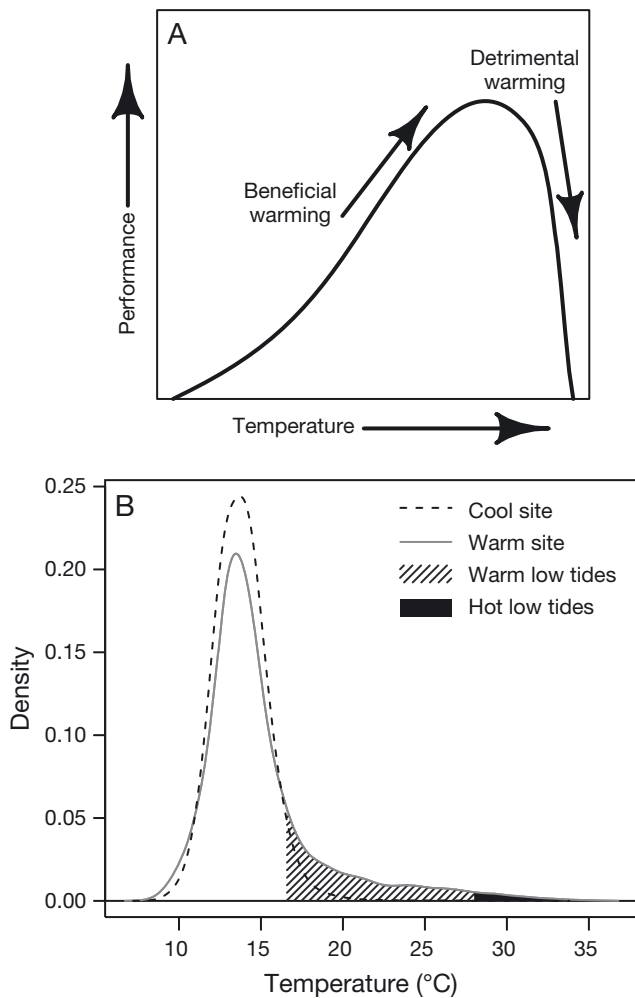 A
Detrimental
warming
Beneficial
warming
Performance
Temperature
B
0.25
0.20
0.15
0.10
0.05
0.00
Density
Cool site
Warm site
Warm low tides
Hot low tides
10 15 20 25 30 35
Temperature (°C)